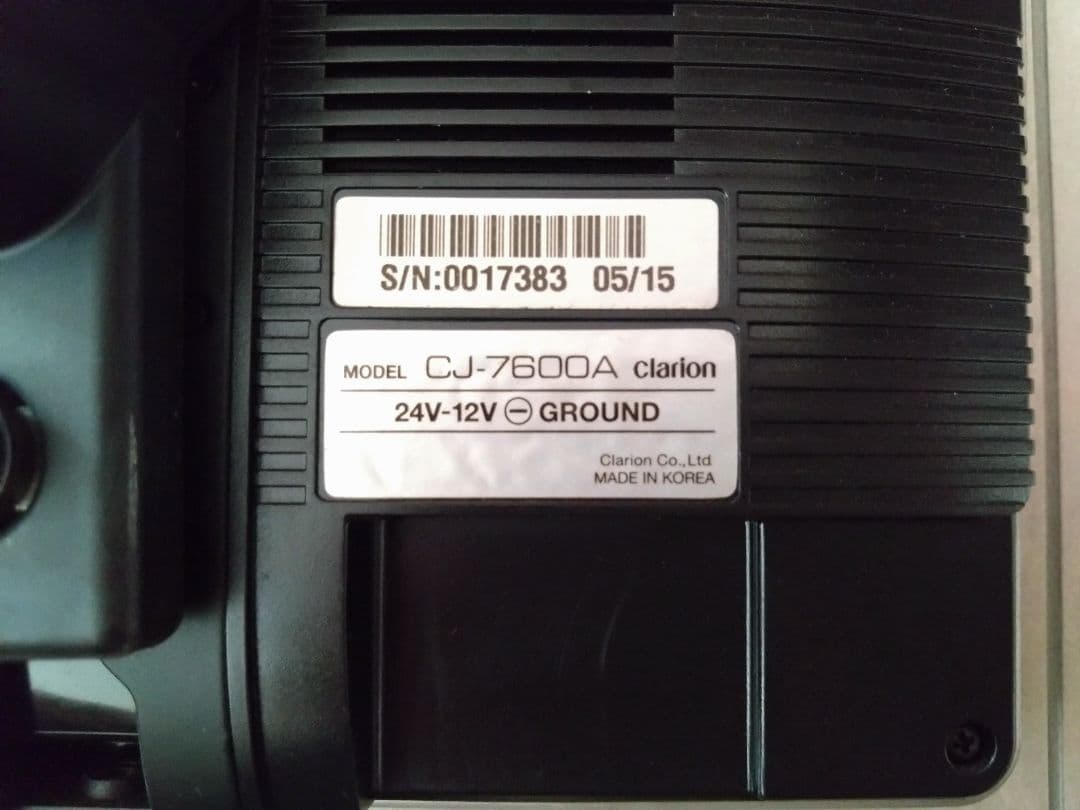 S/N:0017383 05/15
MODEL CJ-7600A clarion
24V-12V ⊖ GROUND
Clarion Co.,Ltd
MADE IN KOREA